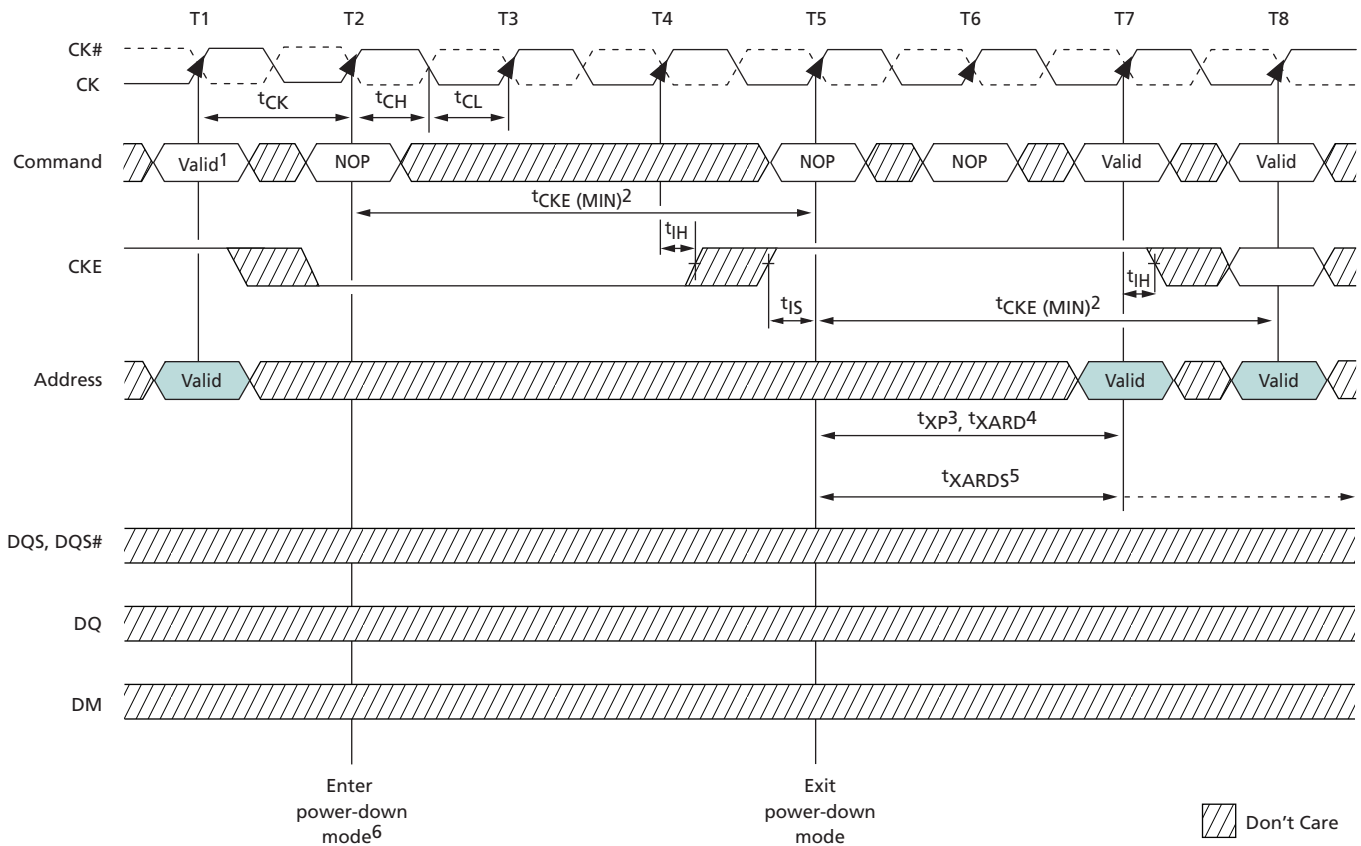 T1 T2 T3 T4 T5 T6 T7 T8
CK#
CK
tCK tCH tCL
Command Valid1 NOP NOP NOP Valid Valid
tCKE (MIN)2
tIH
CKE
tIH
tIS tCKE (MIN)2
Address Valid Valid Valid
tXP3, tXARD4
tXARDS5
DQS, DQS#
DQ
DM
Enter
power-down
mode6
Exit
power-down
mode
Don't Care